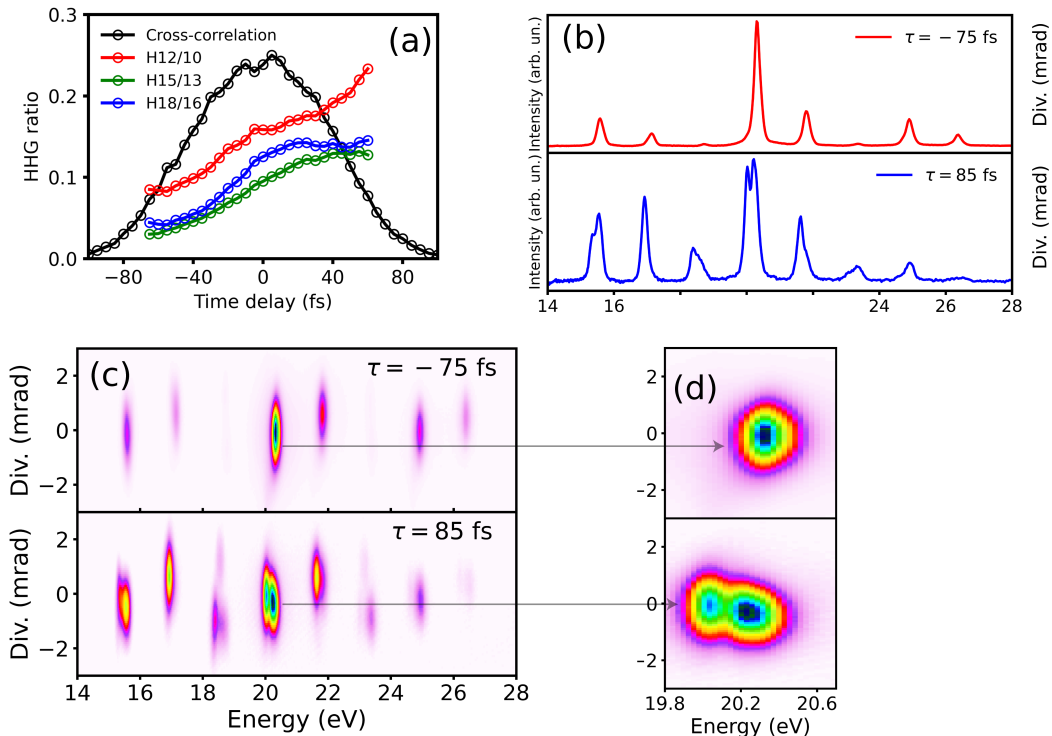 (a)
HHG ratio
0.3
0.2
0.1
0.0
Cross-correlation
H12/10
H15/13
H18/16
−80
−40
0
40
80
Time delay (fs)
(b)
Intensity (arb. un.)
τ = − 75 fs
Div. (mrad)
Intensity (arb. un.)
τ = 85 fs
Div. (mrad)
14
16
24
26
28
(c)
τ = − 75 fs
Div. (mrad)
2
0
−2
τ = 85 fs
Div. (mrad)
2
0
−2
14
16
18
20
22
24
26
28
Energy (eV)
(d)
2
0
–2
2
0
–2
19.8
20.2
20.6
Energy (eV)